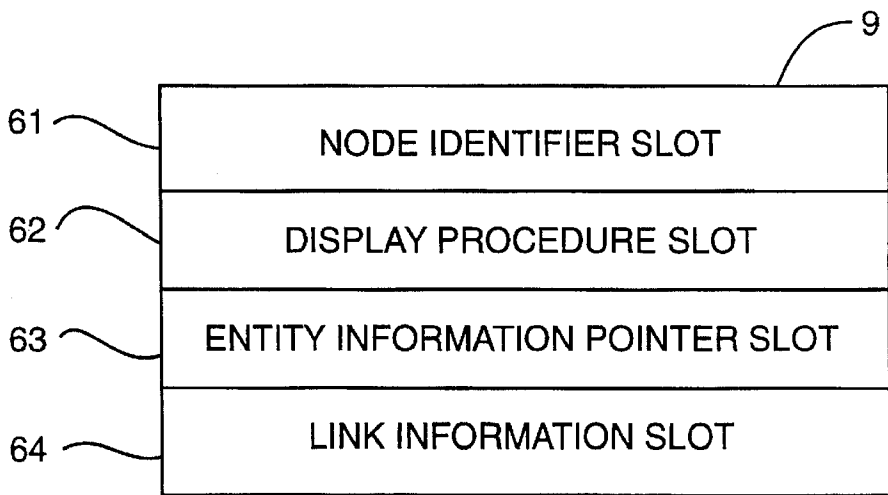 9
61 NODE IDENTIFIER SLOT
62 DISPLAY PROCEDURE SLOT
63 ENTITY INFORMATION POINTER SLOT
64 LINK INFORMATION SLOT